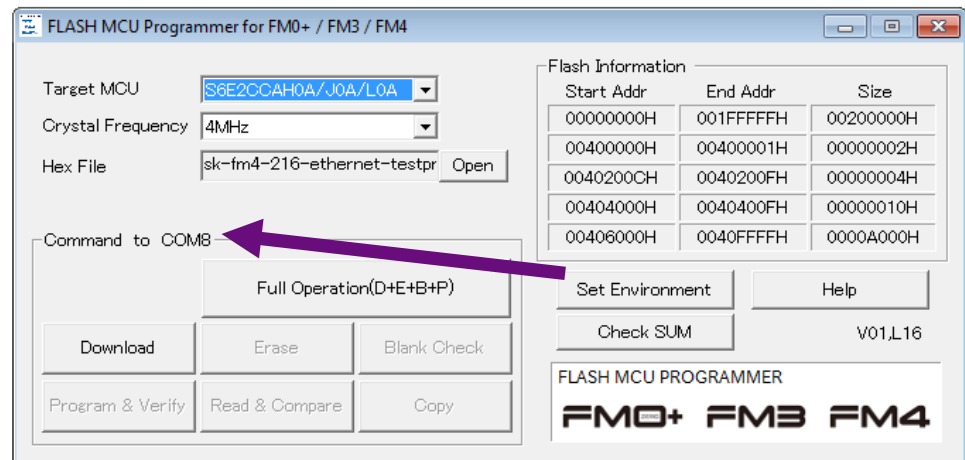 FLASH MCU Programmer for FM0+ / FM3 / FM4
Target MCU
S6E2CCAH0A/J0A/L0A
Crystal Frequency
4MHz
Hex File
sk-fm4-216-ethernet-testpr
Open
Command to COM8
Full Operation(D+E+B+P)
Download
Erase
Blank Check
Program & Verify
Read & Compare
Copy
Flash Information
Start Addr End Addr Size
00000000H 001FFFFFH 00200000H
00400000H 00400001H 00000002H
0040200CH 0040200FH 00000004H
00404000H 0040400FH 00000010H
00406000H 0040FFFFH 0000A000H
Set Environment
Help
Check SUM
V01,L16
FLASH MCU PROGRAMMER
FM0+ FM3 FM4